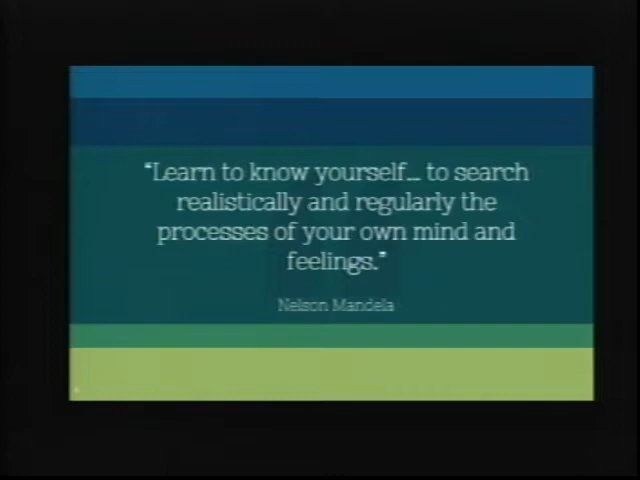 "Learn to know yourself... to search
realistically and regularly the
processes of your own mind and
feelings."
Nelson Mandela